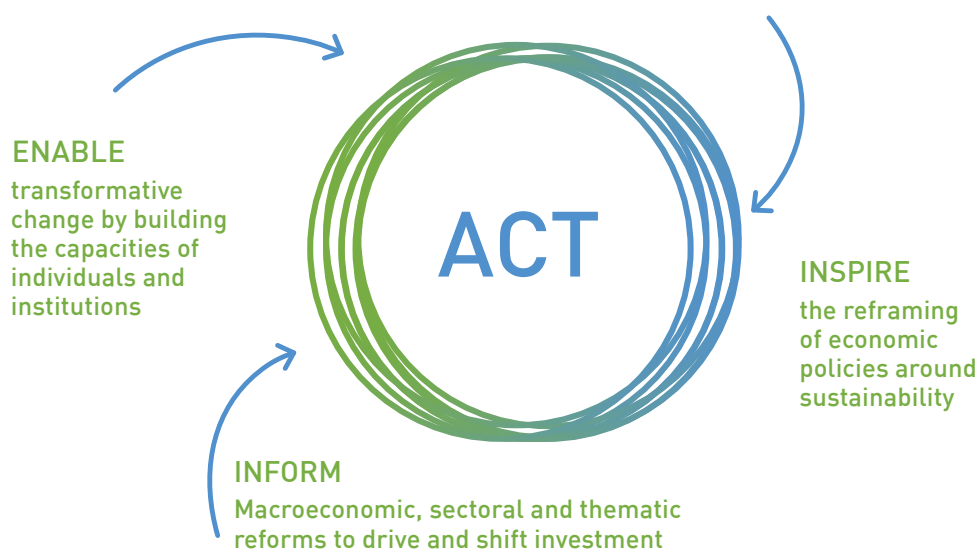 ENABLE
transformative
change by building
the capacities of
individuals and
institutions
ACT
INSPIRE
the reframing
of economic
policies around
sustainability
INFORM
Macroeconomic, sectoral and thematic
reforms to drive and shift investment